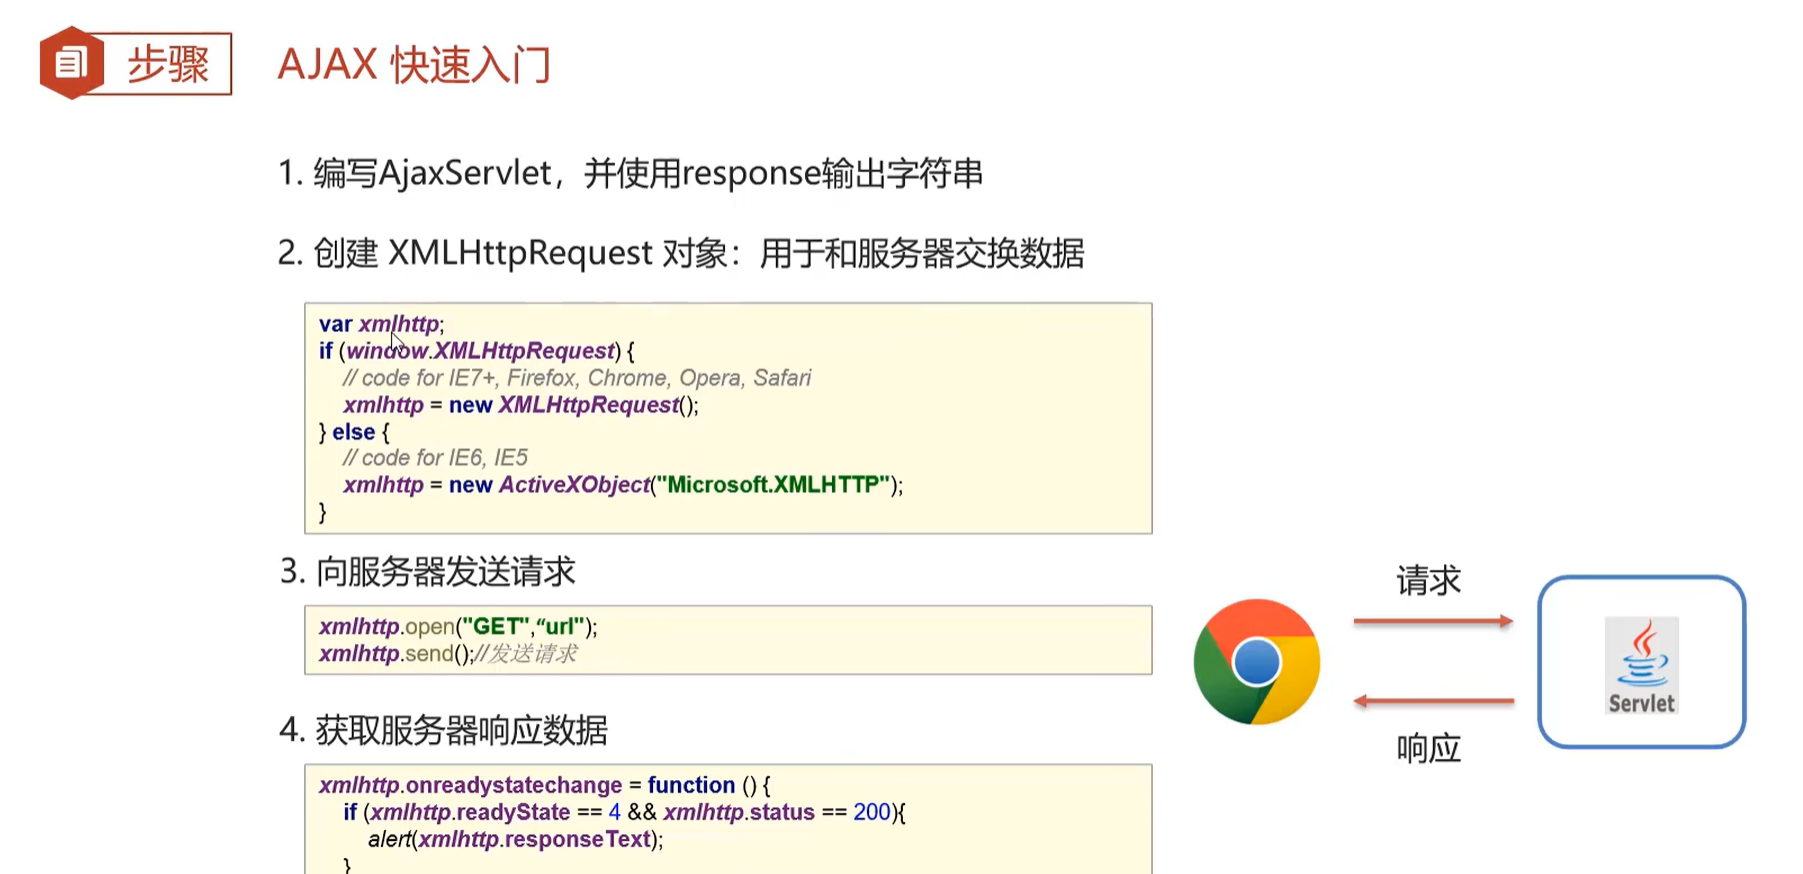 步骤
AJAX 快速入门
1. 编写AjaxServlet，并使用response输出字符串
2. 创建 XMLHttpRequest 对象：用于和服务器交换数据
var xmlhttp;
if (window.XMLHttpRequest) {
// code for IE7+, Firefox, Chrome, Opera, Safari
xmlhttp = new XMLHttpRequest();
} else {
// code for IE6, IE5
xmlhttp = new ActiveXObject("Microsoft.XMLHTTP");
}
3. 向服务器发送请求
xmlhttp.open("GET",“url");
xmlhttp.send();//发送请求
4. 获取服务器响应数据
xmlhttp.onreadystatechange = function () {
if (xmlhttp.readyState == 4 && xmlhttp.status == 200){
alert(xmlhttp.responseText);
}
请求
Servlet
响应